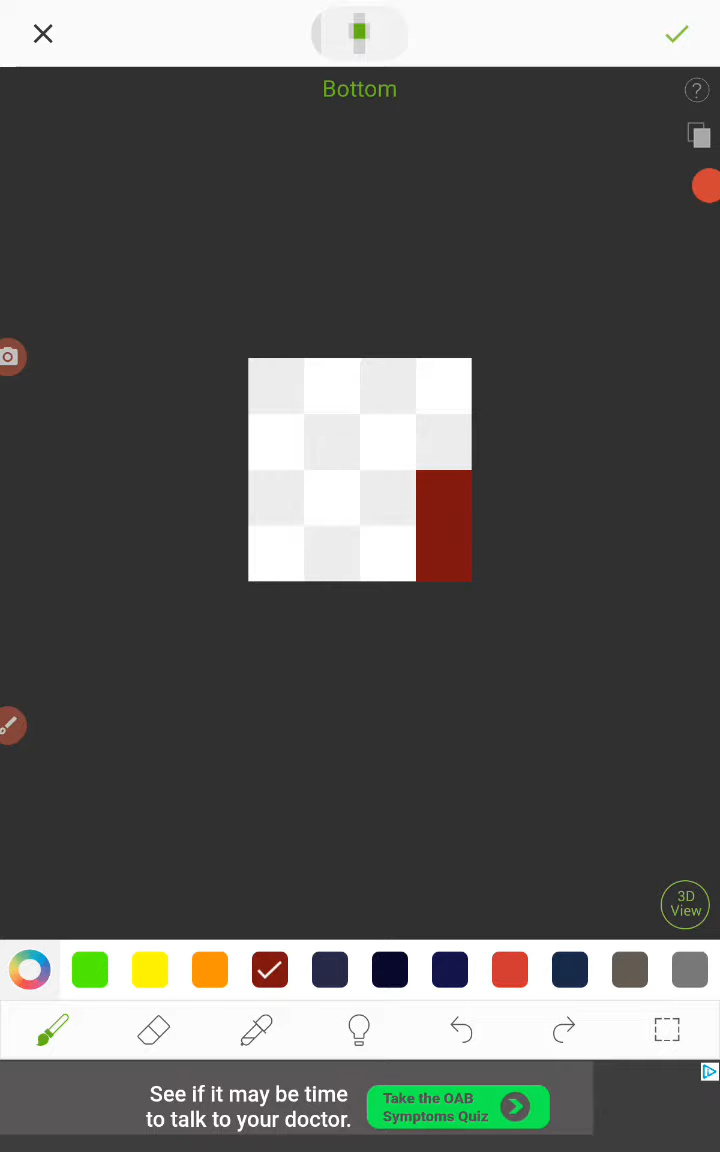 Bottom
?
3D
View
See if it may be time
to talk to your doctor.
Take the OAB
Symptoms Quiz